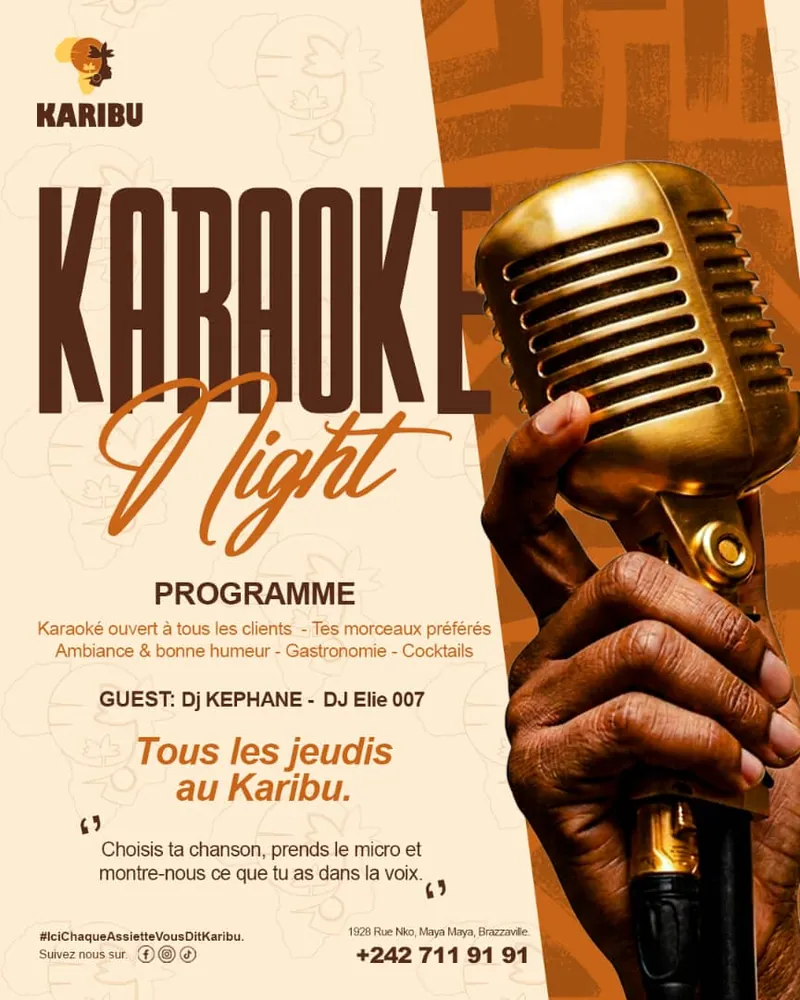 KARIBU
KARAOKE
Night
PROGRAMME
Karaoké ouvert à tous les clients - Tes morceaux préférés
Ambiance & bonne humeur - Gastronomie - Cocktails
GUEST: Dj KEPHANE - DJ Elie 007
Tous les jeudis
au Karibu.
Choisis ta chanson, prends le micro et
montre-nous ce que tu as dans la voix.
#IciChaqueAssietteVousDitKaribu.
Suivez nous sur.
1928 Rue Nko, Maya Maya, Brazzaville.
+242 711 91 91